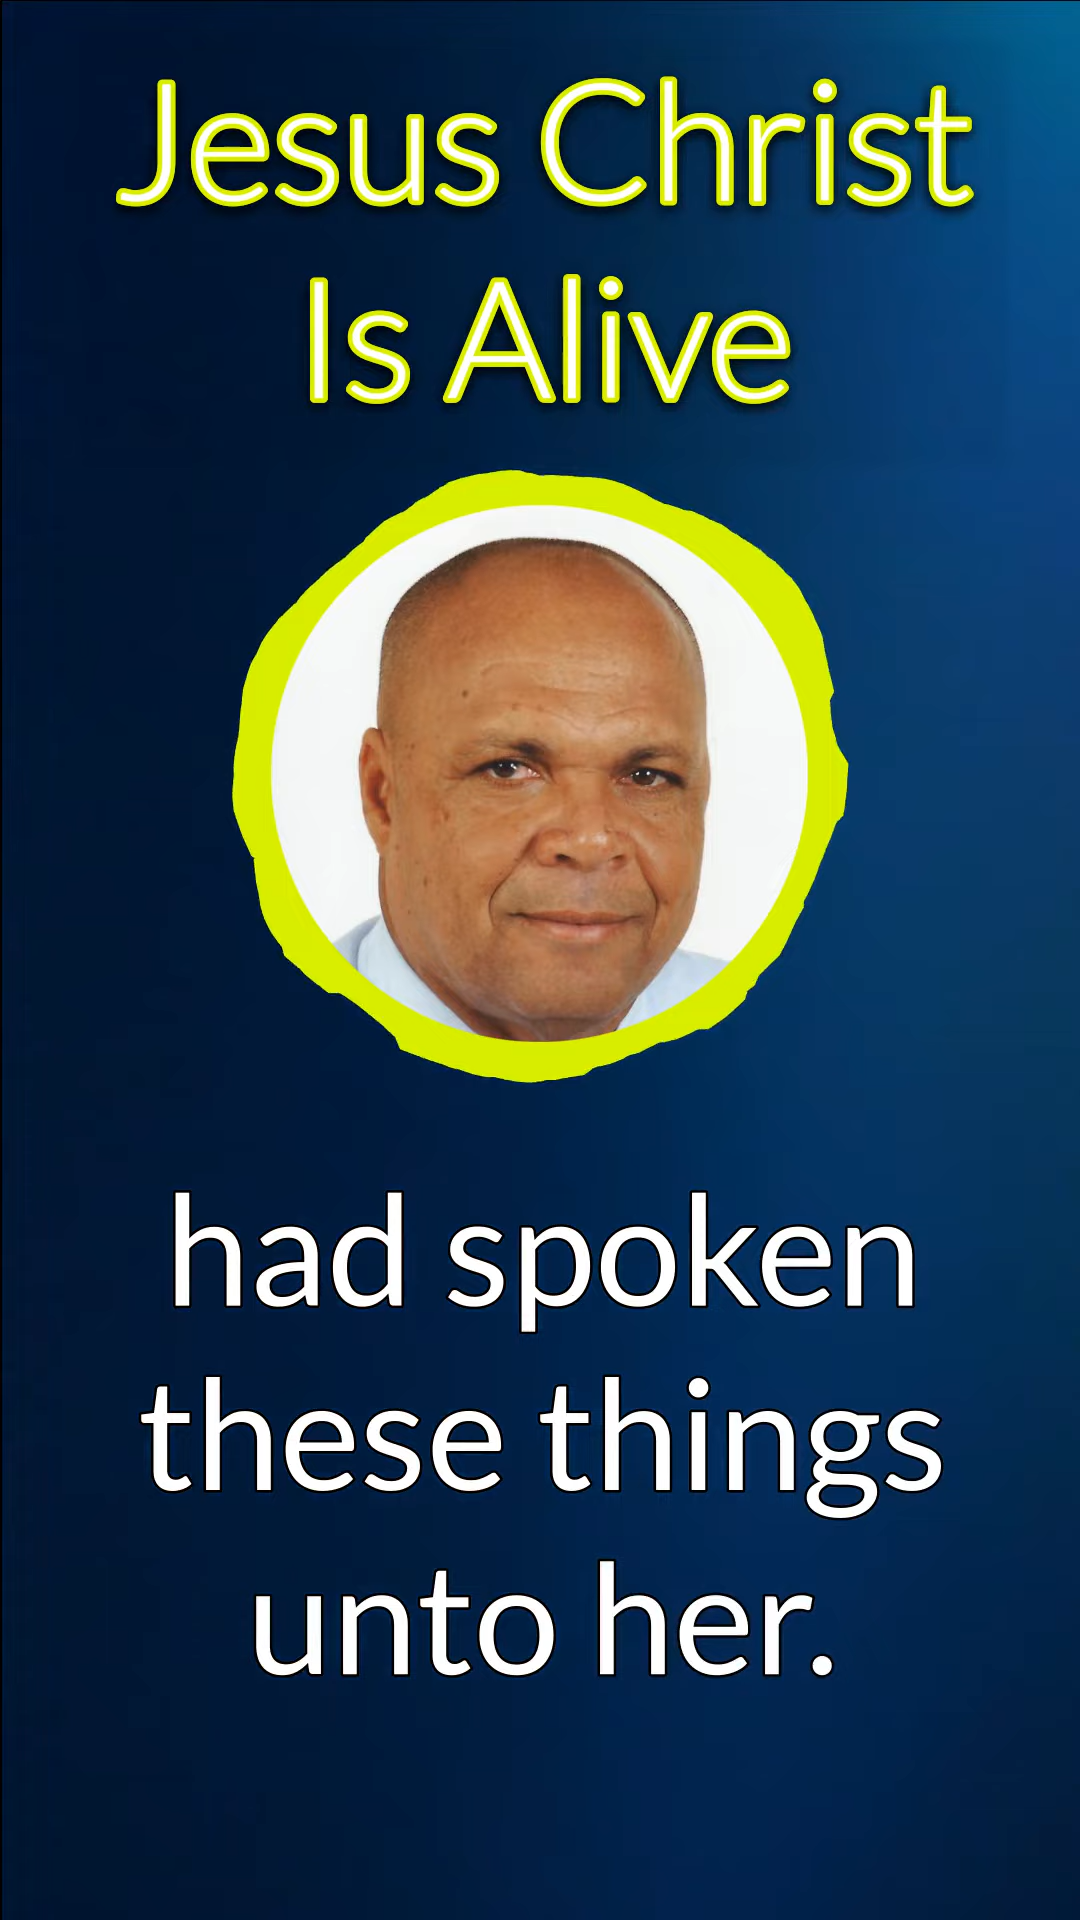 Jesus Christ
Is Alive
had spoken
these things
unto her.